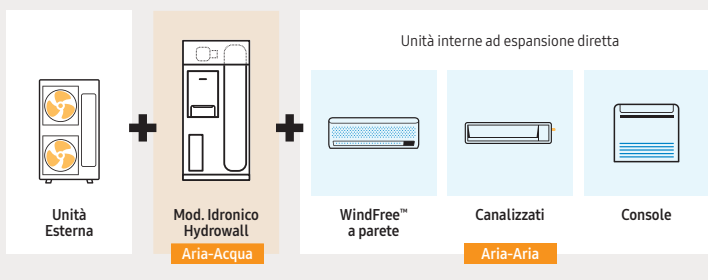 Unità interne ad espansione diretta
Unità
Esterna
Mod. Idronico
Hydrowall
Aria-Acqua
WindFree™
a parete
Canalizzati
Console
Aria-Aria